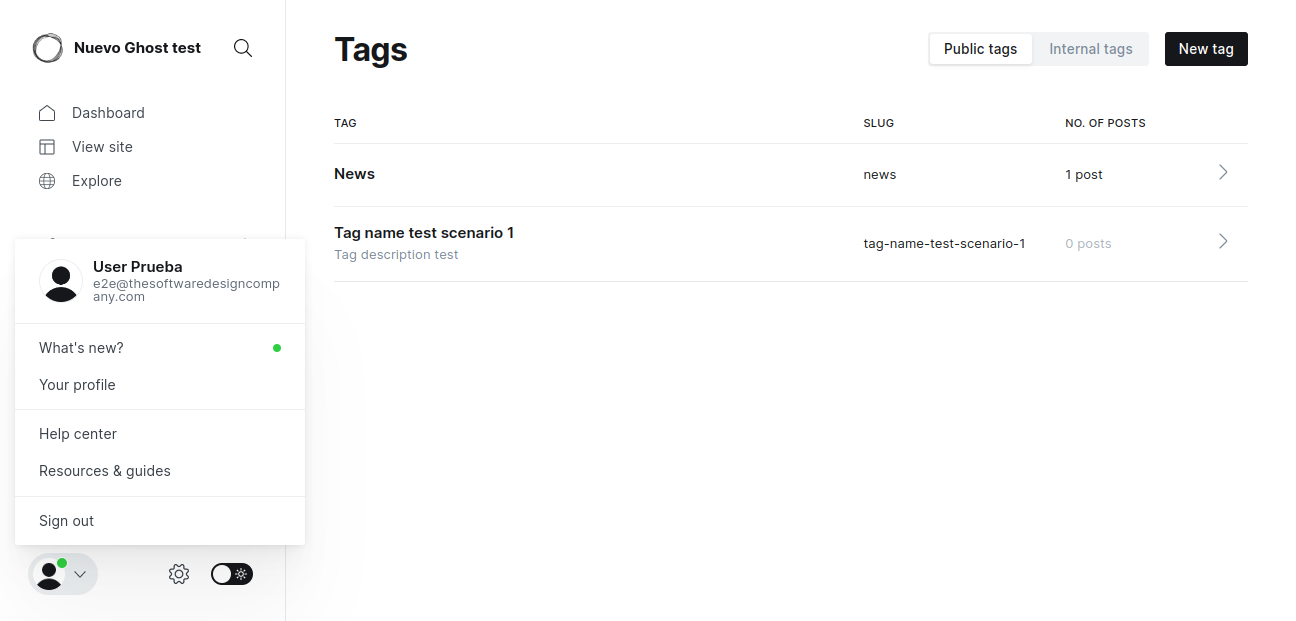 Nuevo Ghost test
Dashboard
View site
Explore
User Prueba
e2e@thesoftwaredesigncomp
any.com
What's new?
Your profile
Help center
Resources & guides
Sign out
Tags
Public tags
Internal tags
New tag
TAG SLUG NO. OF POSTS
News news 1 post
Tag name test scenario 1
Tag description test
tag-name-test-scenario-1 0 posts